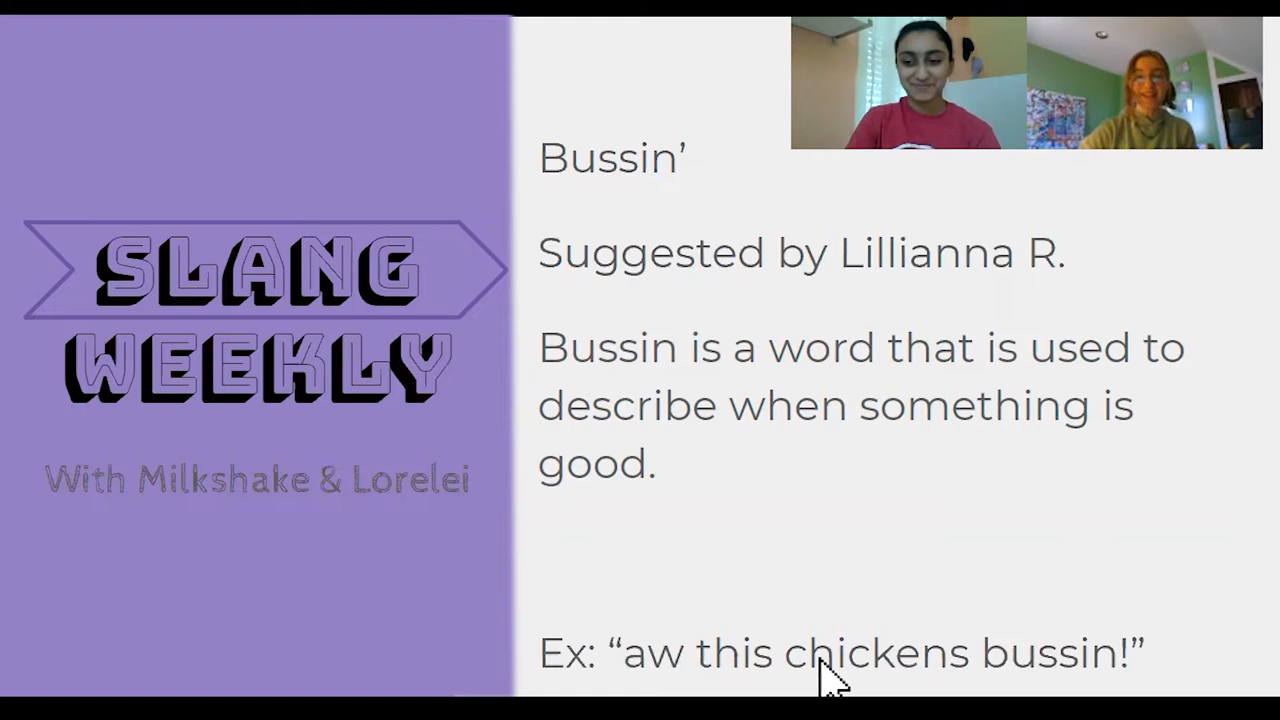 SLANG
WEEKLY
With Milkshake & Lorelei
Bussin’
Suggested by Lillianna R.
Bussin is a word that is used to
describe when something is
good.
Ex: “aw this chickens bussin!”